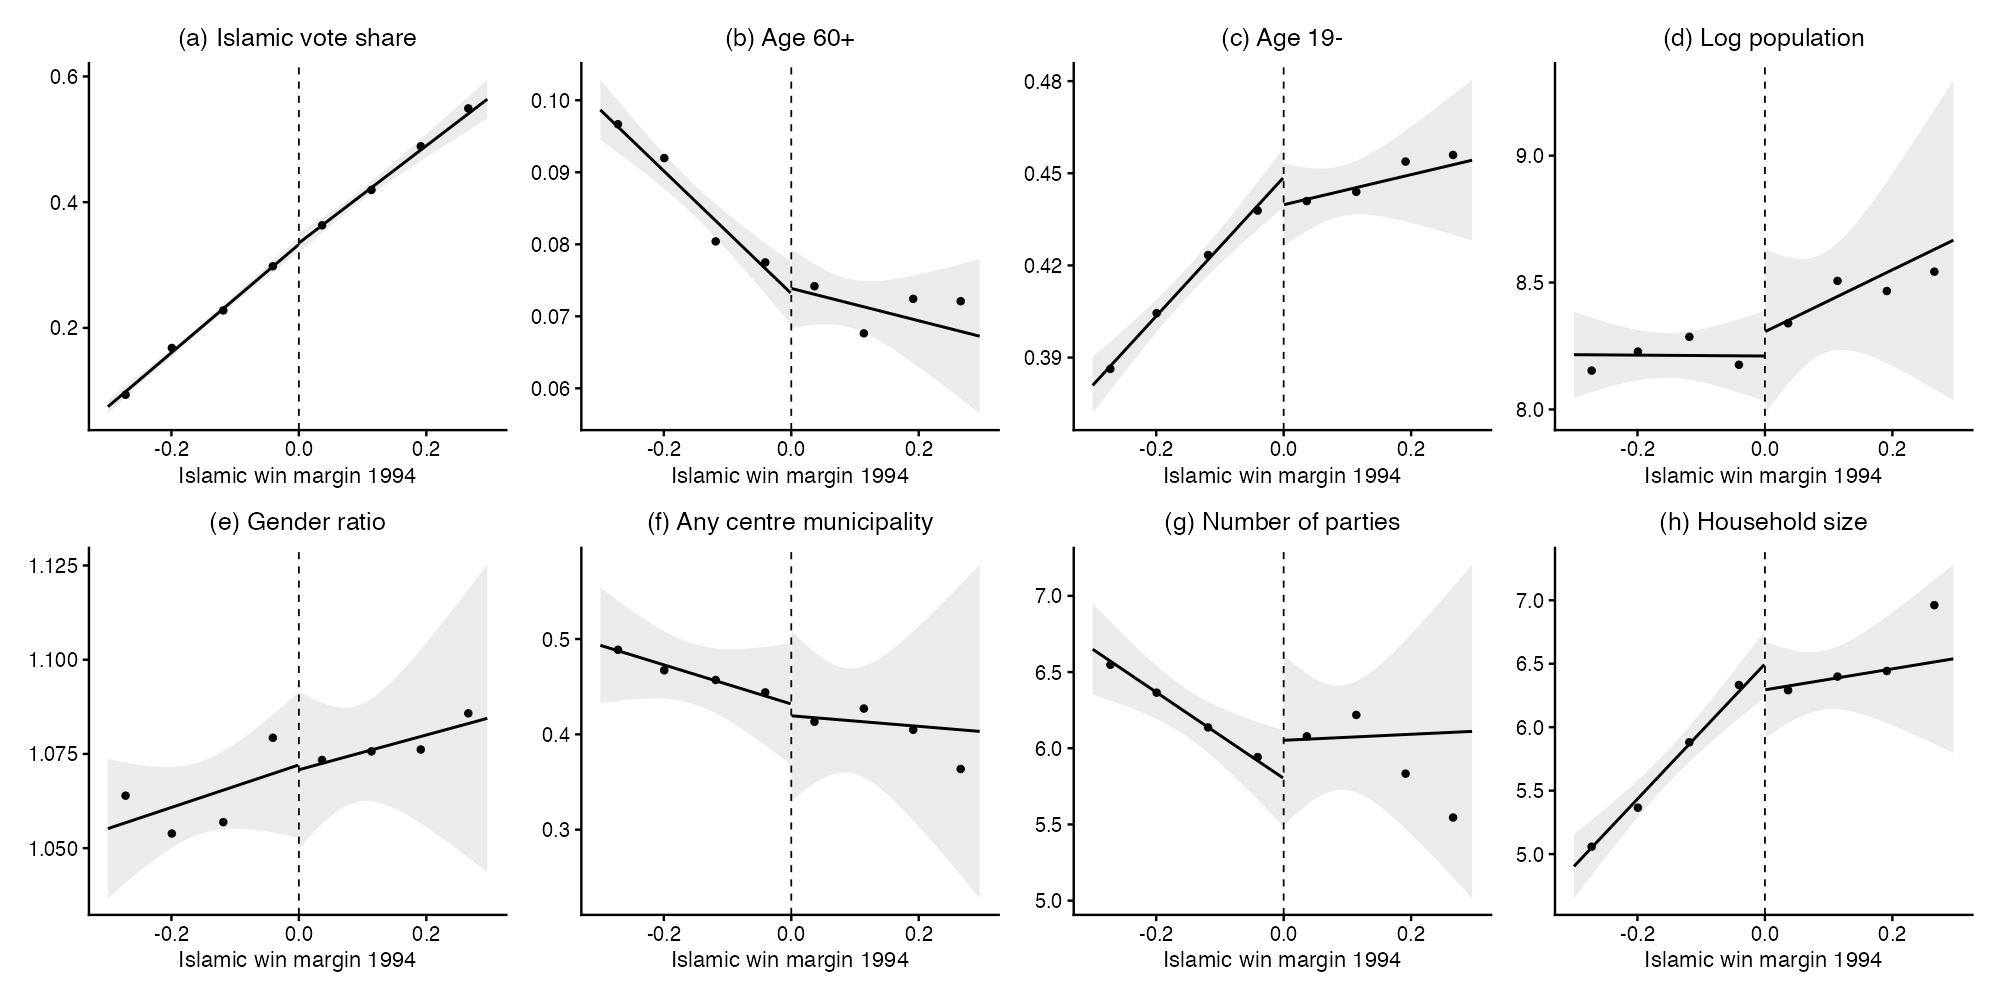 (a) Islamic vote share
0.6
0.4
0.2
-0.2 0.0 0.2
Islamic win margin 1994
(b) Age 60+
0.10
0.09
0.08
0.07
0.06
-0.2 0.0 0.2
Islamic win margin 1994
(c) Age 19-
0.48
0.45
0.42
0.39
-0.2 0.0 0.2
Islamic win margin 1994
(d) Log population
9.0
8.5
8.0
-0.2 0.0 0.2
Islamic win margin 1994
(e) Gender ratio
1.125
1.100
1.075
1.050
-0.2 0.0 0.2
Islamic win margin 1994
(f) Any centre municipality
0.5
0.4
0.3
-0.2 0.0 0.2
Islamic win margin 1994
(g) Number of parties
7.0
6.5
6.0
5.5
5.0
-0.2 0.0 0.2
Islamic win margin 1994
(h) Household size
7.0
6.5
6.0
5.5
5.0
-0.2 0.0 0.2
Islamic win margin 1994